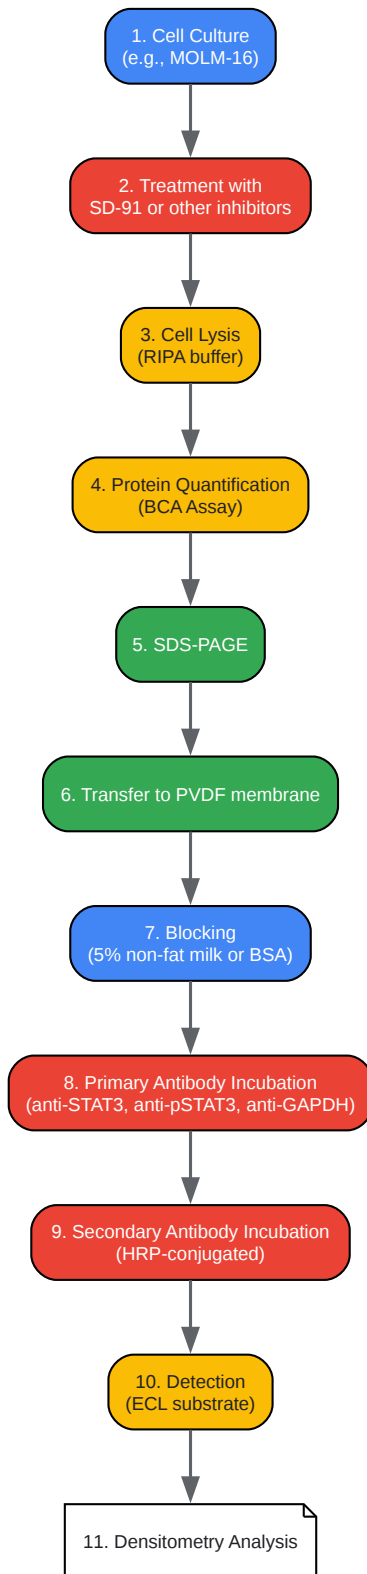 1. Cell Culture
(e.g., MOLM-16)
2. Treatment with
SD-91 or other inhibitors
3. Cell Lysis
(RIPA buffer)
4. Protein Quantification
(BCA Assay)
5. SDS-PAGE
6. Transfer to PVDF membrane
7. Blocking
(5% non-fat milk or BSA)
8. Primary Antibody Incubation
(anti-STAT3, anti-pSTAT3, anti-GAPDH)
9. Secondary Antibody Incubation
(HRP-conjugated)
10. Detection
(ECL substrate)
11. Densitometry Analysis